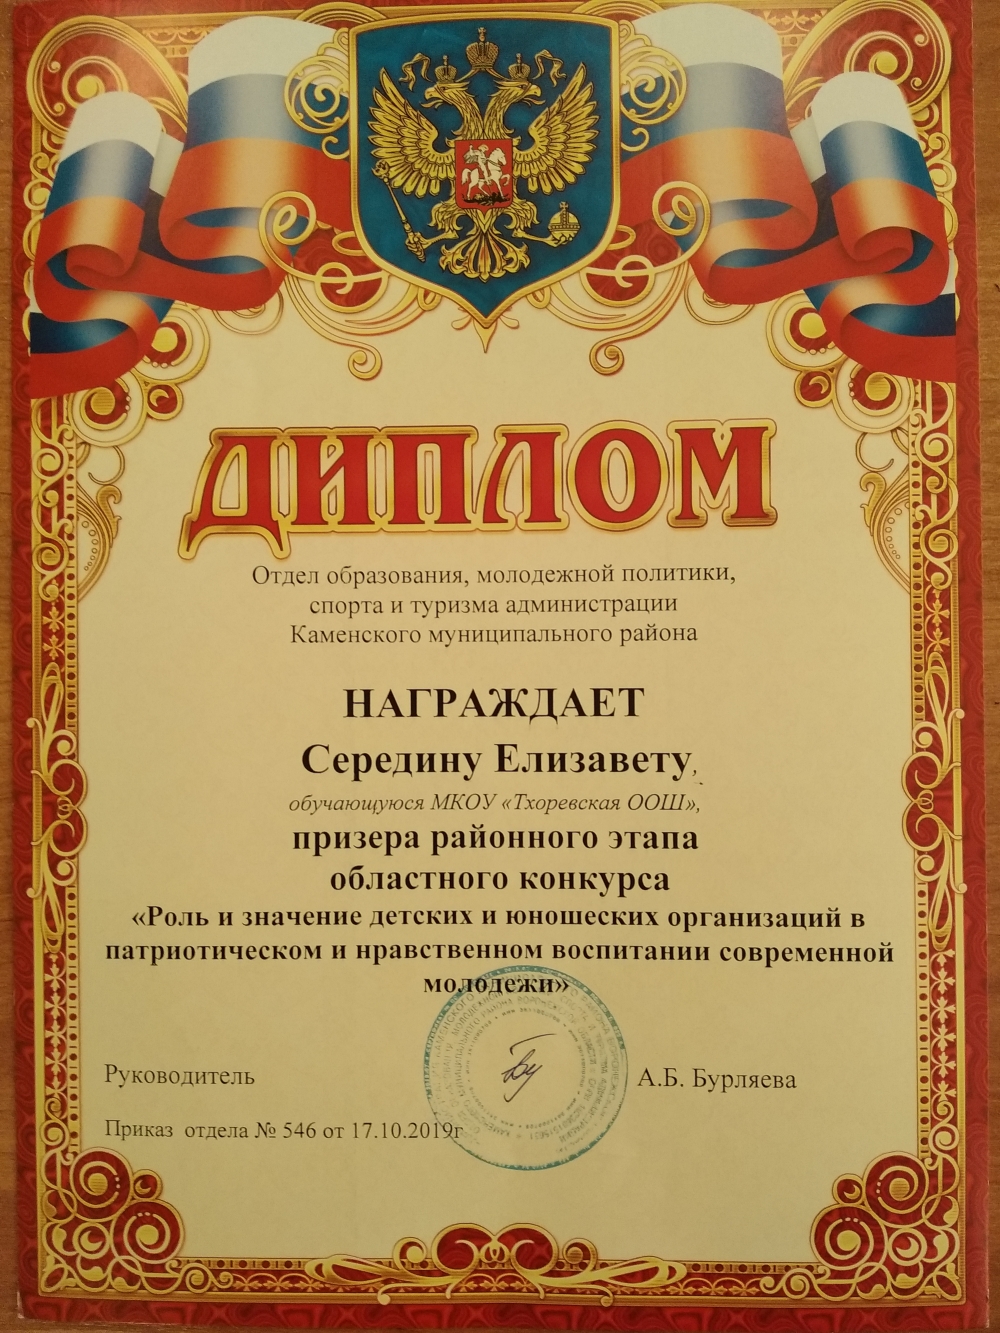 ДИПЛОМ
Отдел образования, молодежной политики,
спорта и туризма администрации
Каменского муниципального района
НАГРАЖДАЕТ
Середину Елизавету,
обучающуюся МКОУ «Тхоревская ООШ»,
призера районного этапа
областного конкурса
«Роль и значение детских и юношеских организаций в
патриотическом и нравственном воспитании современной
молодежи»
Руководитель
А.Б. Бурляева
Приказ отдела № 546 от 17.10.2019г